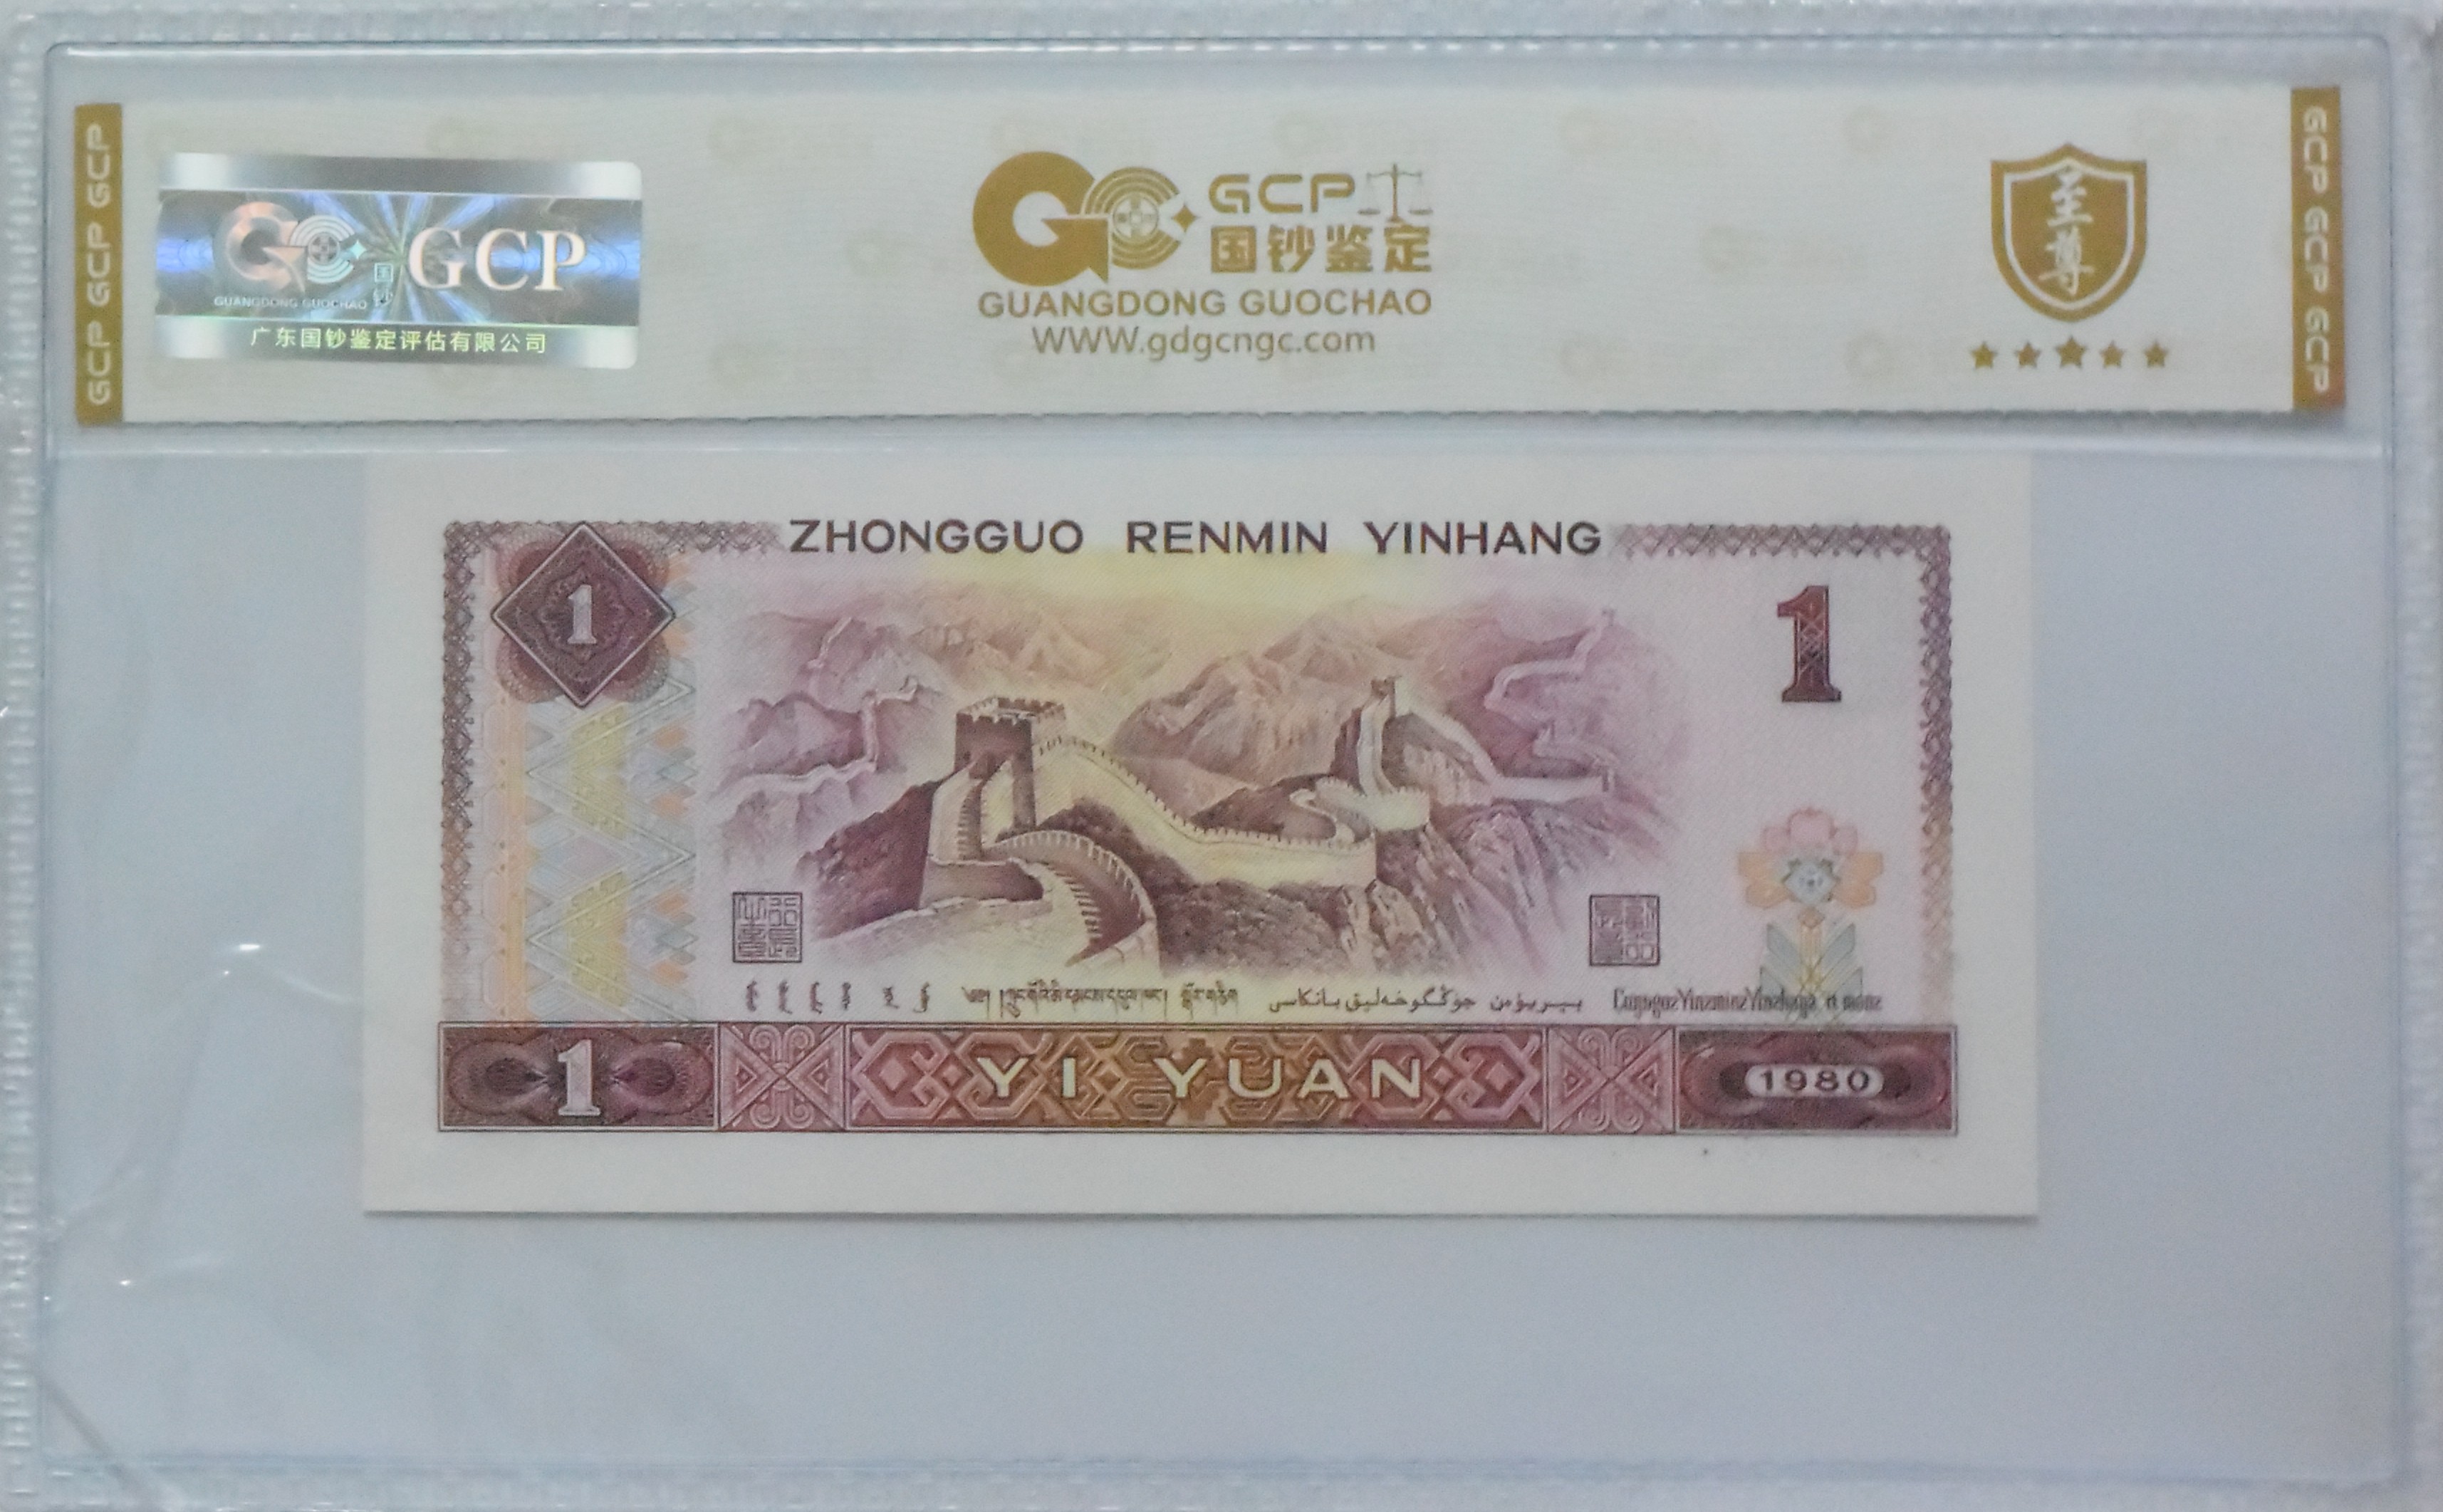 GCP GCP GCP
GCP
国
钞
GUANGDONG GUOCHAO
广东国钞鉴定评估有限公司
GCP
国钞鉴定
GUANGDONG GUOCHAO
WWW.gdgcngc.com
至
尊
GCP GCP GCP
ZHONGGUO RENMIN YINHANG
1
1
1
YI YUAN
1980